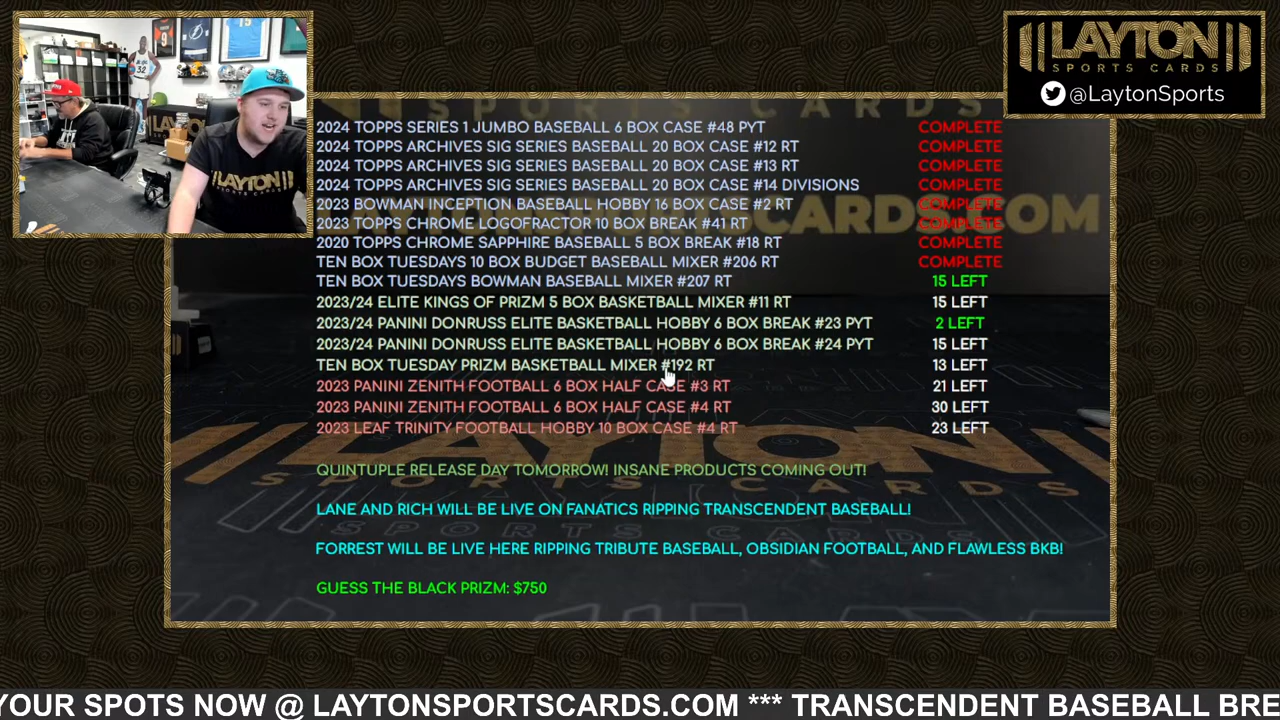 LAYTON
SPORTS CARDS
@LaytonSports
LAYTON
2024 TOPPS SERIES 1 JUMBO BASEBALL 6 BOX CASE #48 PYT COMPLETE
2024 TOPPS ARCHIVES SIG SERIES BASEBALL 20 BOX CASE #12 RT COMPLETE
2024 TOPPS ARCHIVES SIG SERIES BASEBALL 20 BOX CASE #13 RT COMPLETE
2024 TOPPS ARCHIVES SIG SERIES BASEBALL 20 BOX CASE #14 DIVISIONS COMPLETE
2023 BOWMAN INCEPTION BASEBALL HOBBY 16 BOX CASE #2 RT COMPLETE
2023 TOPPS CHROME LOGOFRACTOR 10 BOX BREAK #41 RT COMPLETE
2020 TOPPS CHROME SAPPHIRE BASEBALL 5 BOX BREAK #18 RT COMPLETE
TEN BOX TUESDAYS 10 BOX BUDGET BASEBALL MIXER #206 RT COMPLETE
TEN BOX TUESDAYS BOWMAN BASEBALL MIXER #207 RT 15 LEFT
2023/24 ELITE KINGS OF PRIZM 5 BOX BASKETBALL MIXER #11 RT 15 LEFT
2023/24 PANINI DONRUSS ELITE BASKETBALL HOBBY 6 BOX BREAK #23 PYT 2 LEFT
2023/24 PANINI DONRUSS ELITE BASKETBALL HOBBY 6 BOX BREAK #24 PYT 15 LEFT
TEN BOX TUESDAY PRIZM BASKETBALL MIXER #192 RT 13 LEFT
2023 PANINI ZENITH FOOTBALL 6 BOX HALF CASE #3 RT 21 LEFT
2023 PANINI ZENITH FOOTBALL 6 BOX HALF CASE #4 RT 30 LEFT
2023 LEAF TRINITY FOOTBALL HOBBY 10 BOX CASE #4 RT 23 LEFT
QUINTUPLE RELEASE DAY TOMORROW! INSANE PRODUCTS COMING OUT!
LANE AND RICH WILL BE LIVE ON FANATICS RIPPING TRANSCENDENT BASEBALL!
FORREST WILL BE LIVE HERE RIPPING TRIBUTE BASEBALL, OBSIDIAN FOOTBALL, AND FLAWLESS BKB!
GUESS THE BLACK PRIZM: $750
YOUR SPOTS NOW @ LAYTONSPORTSCARDS.COM *** TRANSCENDENT BASEBALL BRE